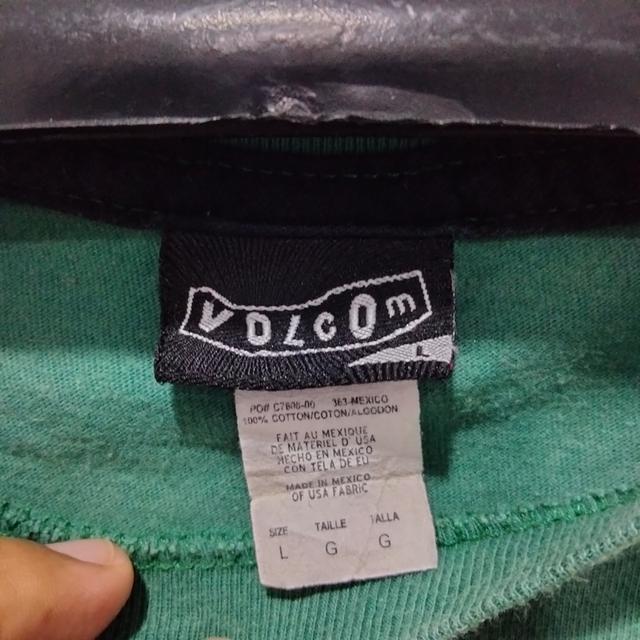 VOLCOM
L
PO# C7606-00 363-MEXICO
100% COTTON/COTON/ALGODON
FAIT AU MEXIQUE
DE MATERIEL D' USA
HECHO EN MEXICO
CON TELA DE EU
MADE IN MEXICO
OF USA FABRIC
SIZE TAILLE TALLA
L G G